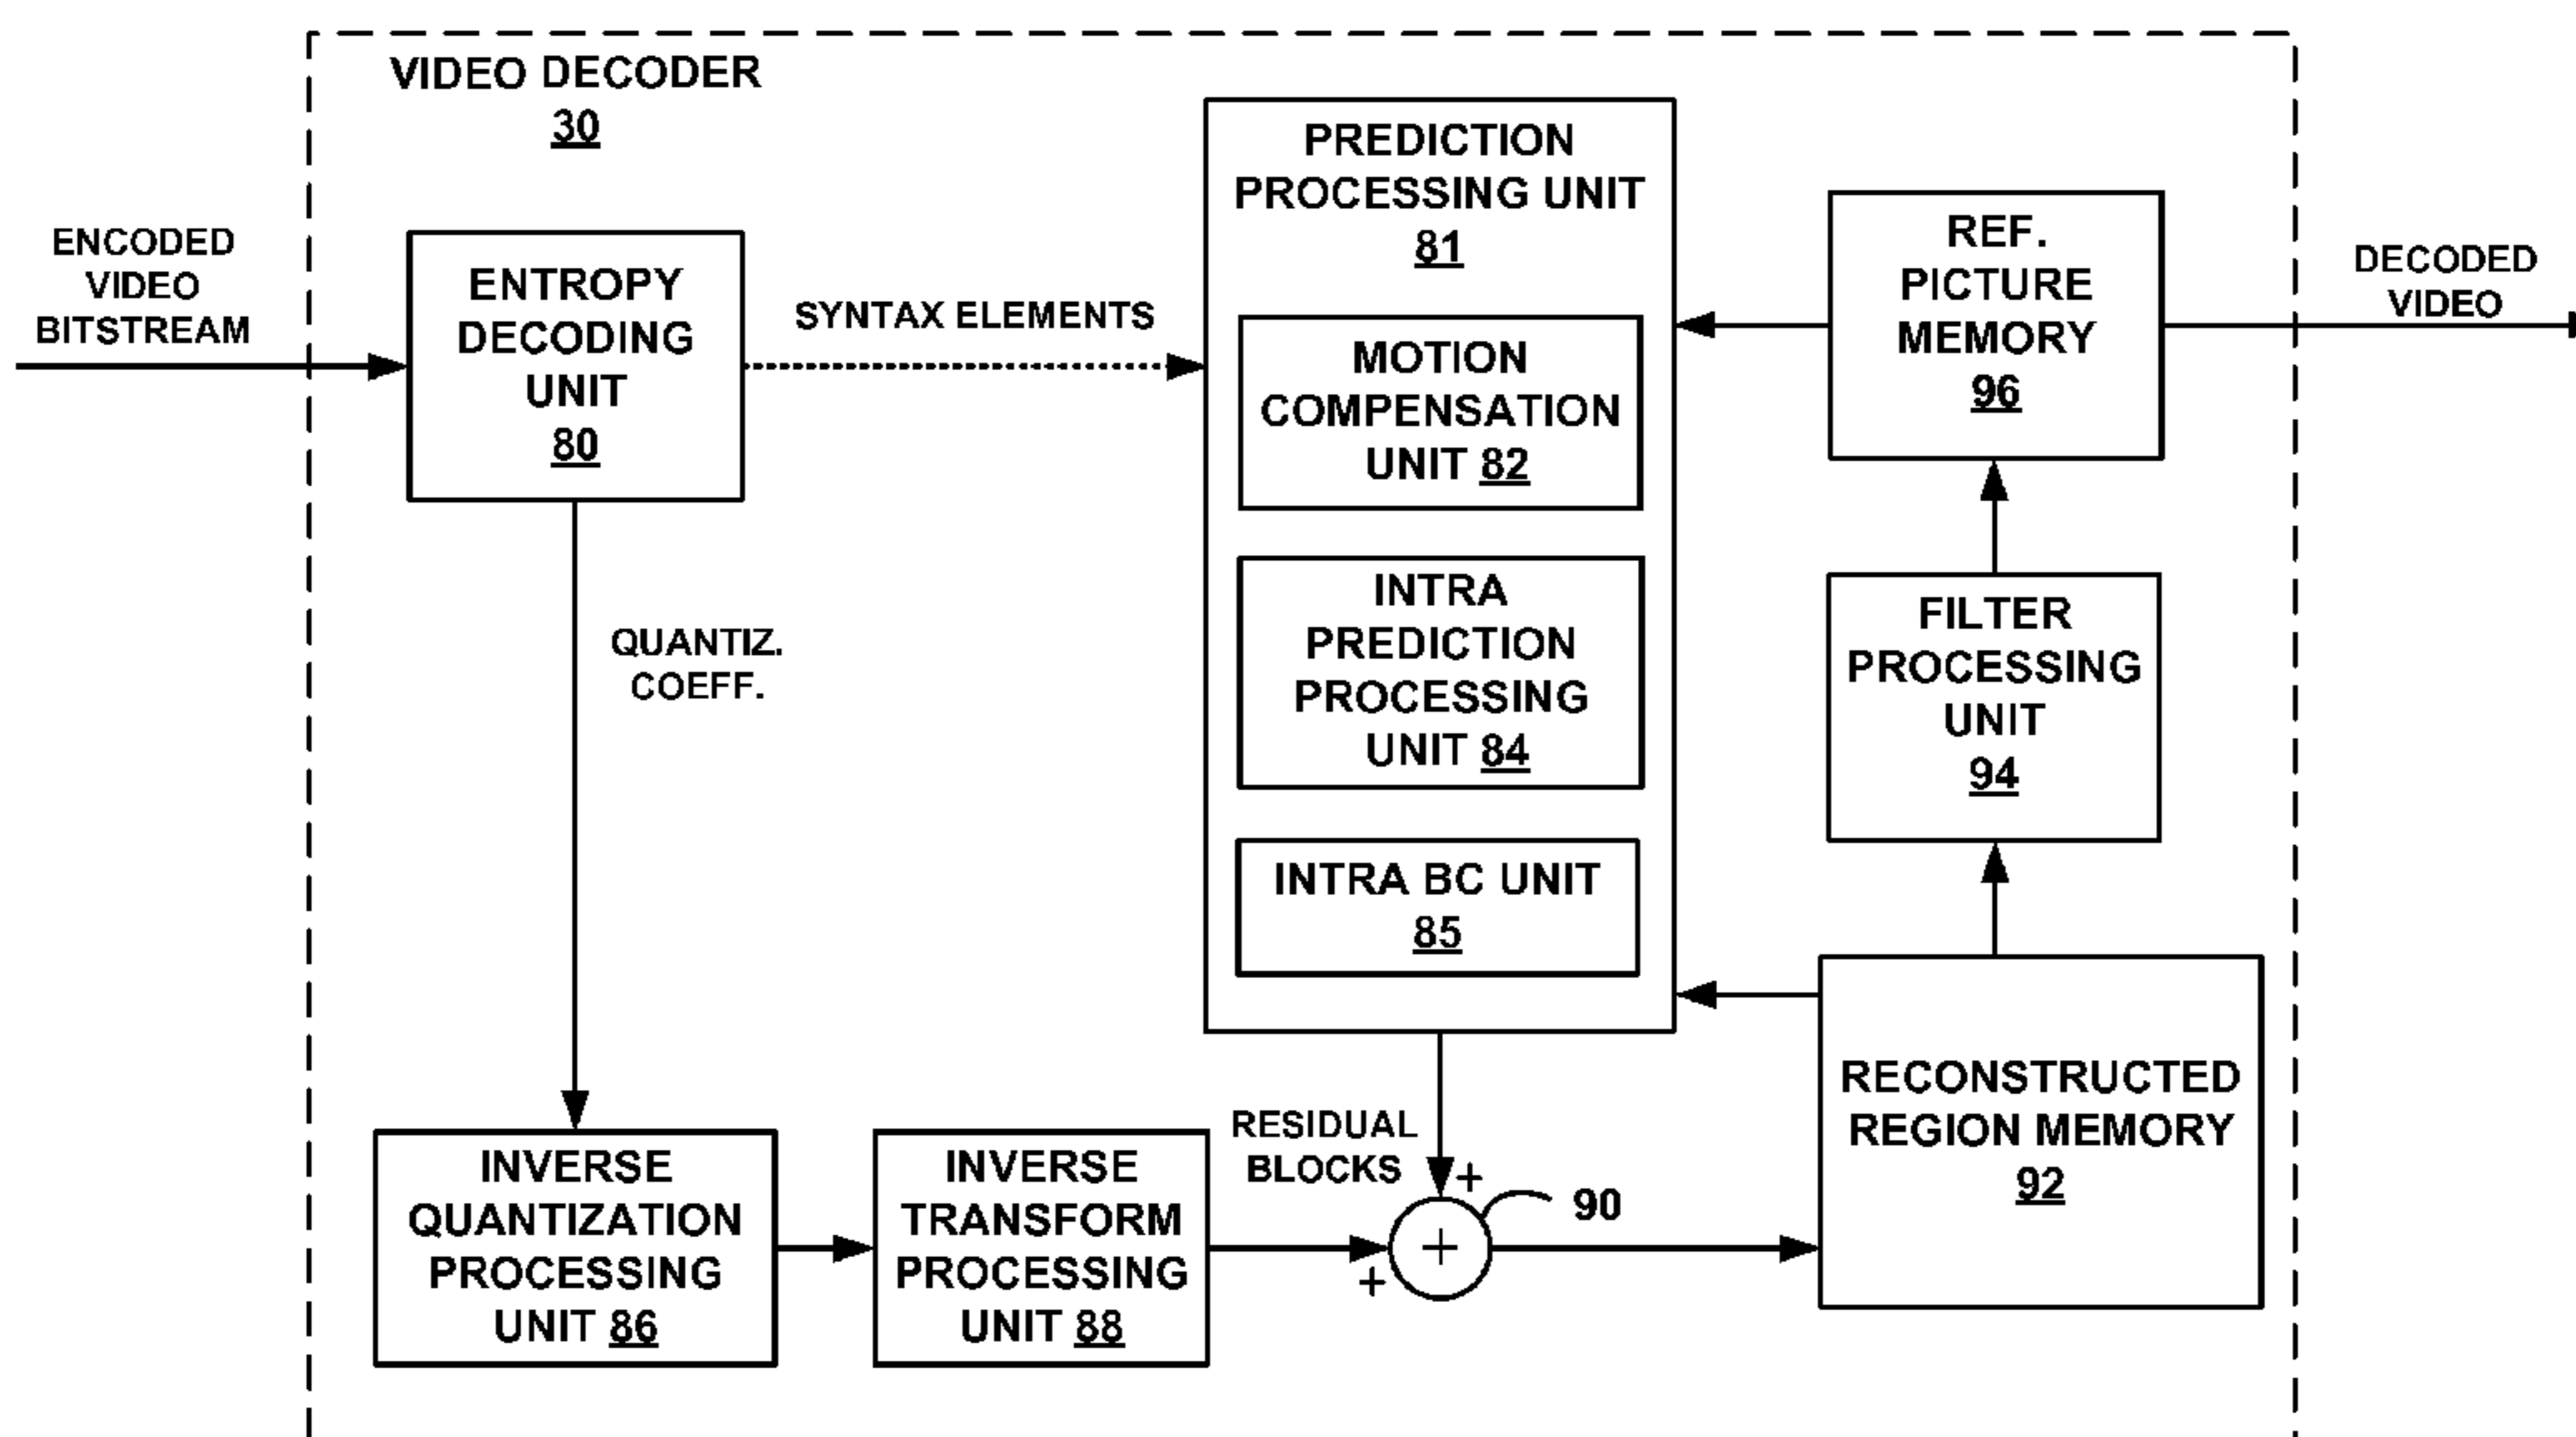 VIDEO DECODER
30
ENCODED
VIDEO
BITSTREAM
ENTROPY
DECODING
UNIT
80
SYNTAX ELEMENTS
QUANTIZ.
COEFF.
PREDICTION
PROCESSING UNIT
81
MOTION
COMPENSATION
UNIT 82
INTRA
PREDICTION
PROCESSING
UNIT 84
INTRA BC UNIT
85
REF.
PICTURE
MEMORY
96
DECODED
VIDEO
FILTER
PROCESSING
UNIT
94
RECONSTRUCTED
REGION MEMORY
92
INVERSE
QUANTIZATION
PROCESSING
UNIT 86
INVERSE
TRANSFORM
PROCESSING
UNIT 88
RESIDUAL
BLOCKS
+
+
+
90